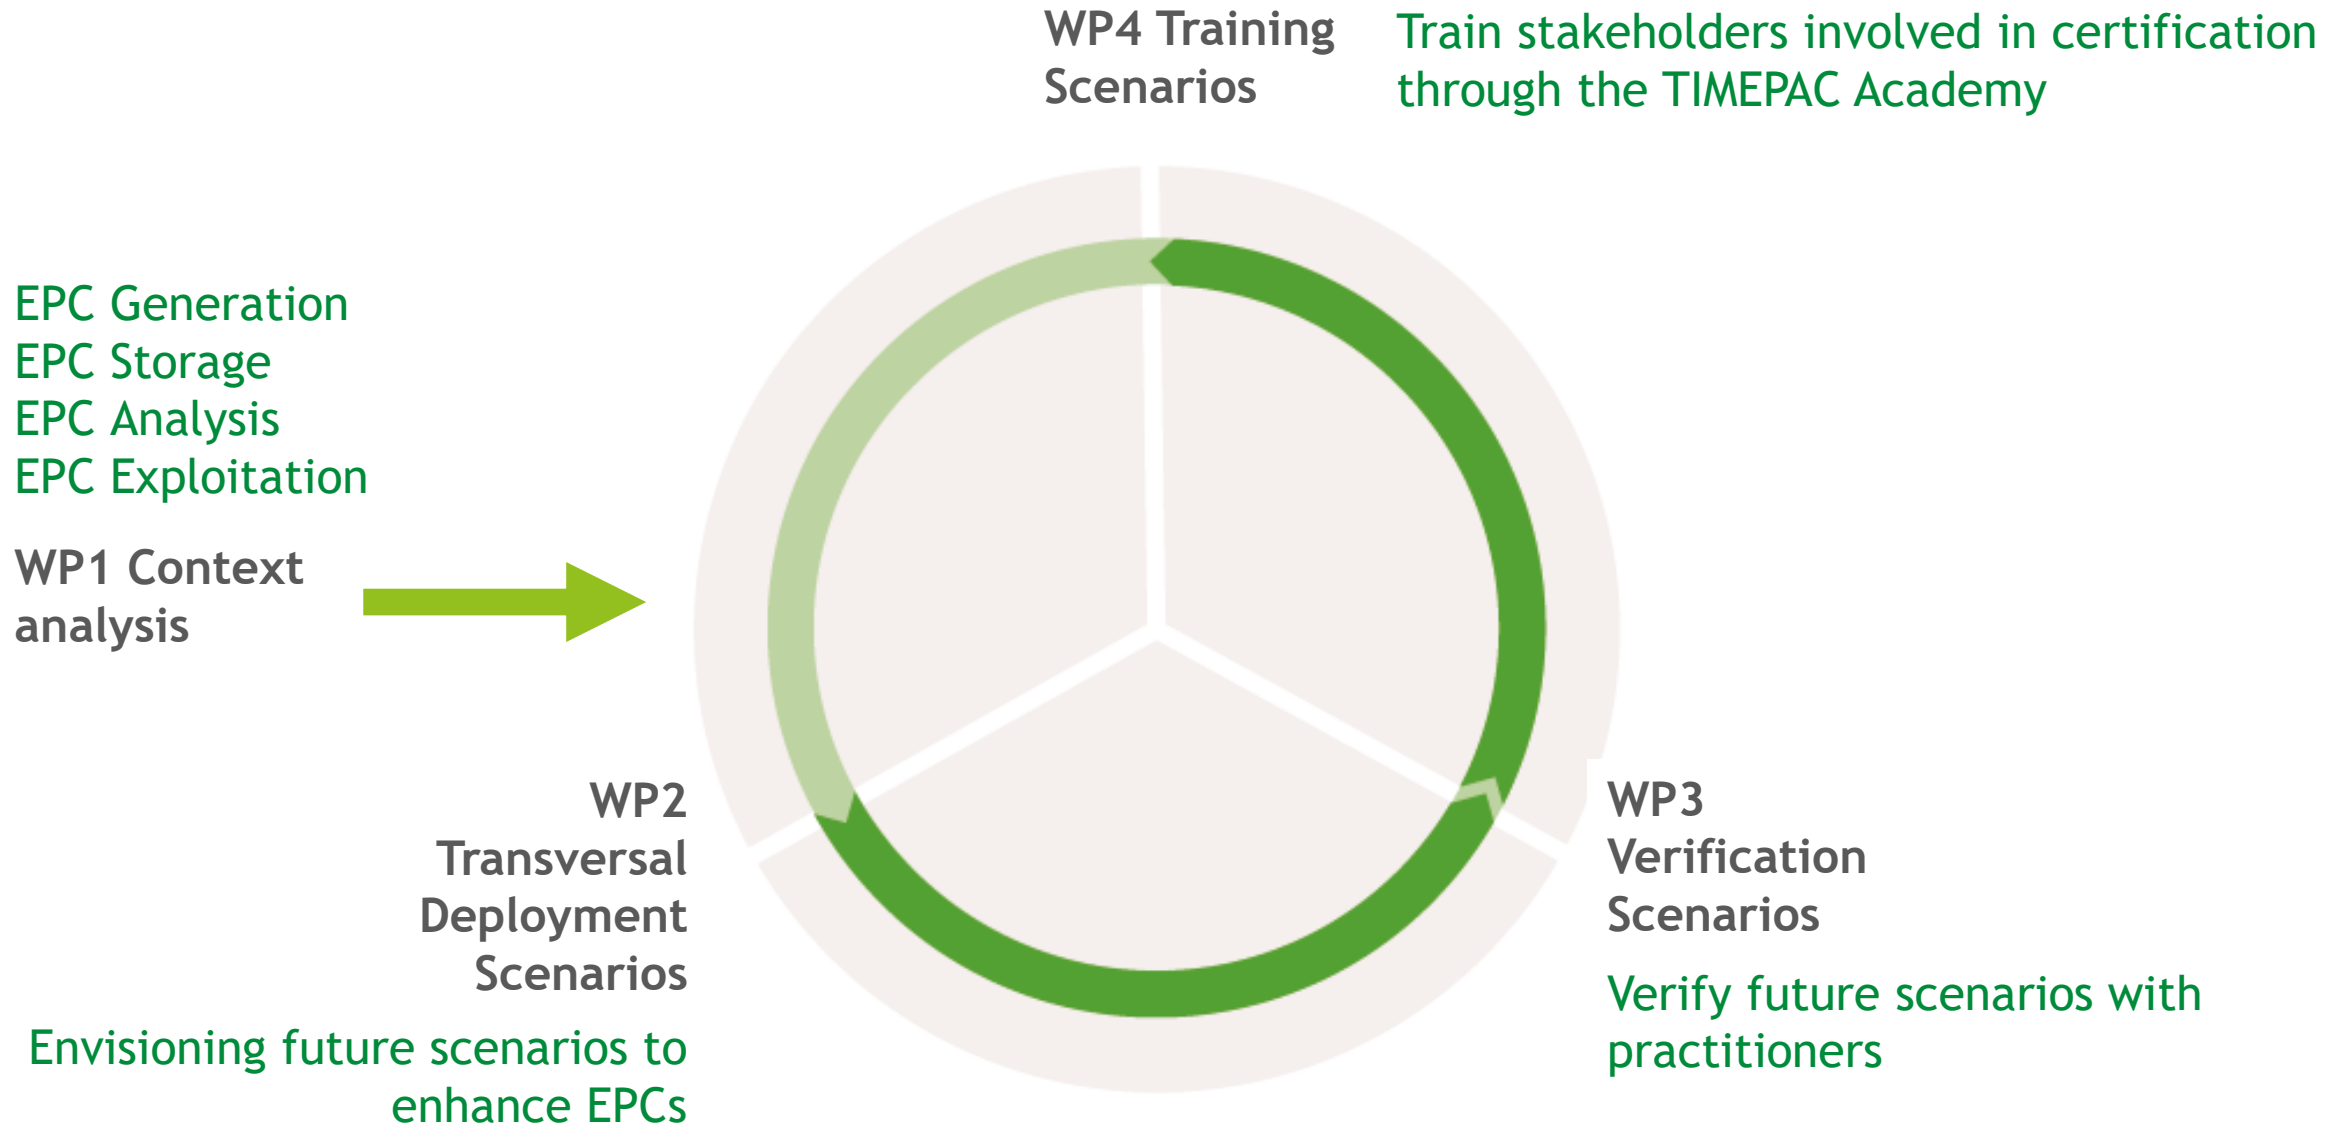 WP4 Training
Scenarios
Train stakeholders involved in certification
through the TIMEPAC Academy
EPC Generation
EPC Storage
EPC Analysis
EPC Exploitation
WP1 Context
analysis
WP2
Transversal
Deployment
Scenarios
Envisioning future scenarios to
enhance EPCs
WP3
Verification
Scenarios
Verify future scenarios with
practitioners